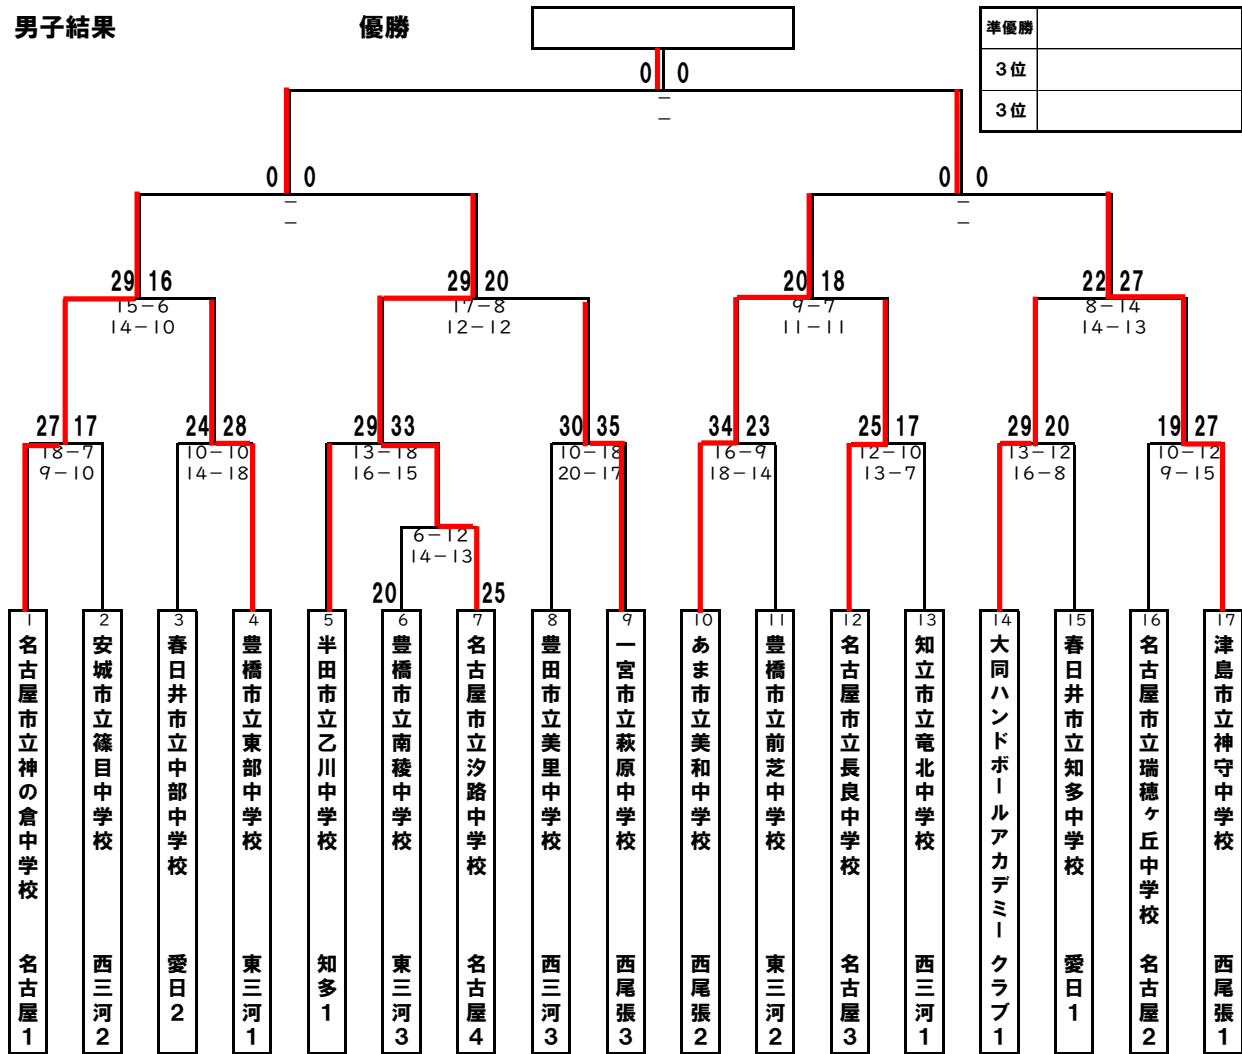 男子結果
優勝
準優勝
３位
３位
0 0
－
－
0 0
－
－
0 0
－
－
29 16
15－6
14－10
29 20
17－8
12－12
20 18
9－7
11－11
22 27
8－14
14－13
27 17
18－7
9－10
24 28
10－10
14－18
29 33
13－18
16－15
30 35
10－18
20－17
34 23
16－9
18－14
25 17
12－10
13－7
29 20
13－12
16－8
19 27
10－12
9－15
6－12
14－13
20 25
1 名古屋市立神の倉中学校 名古屋１
2 安城市立篠目中学校 西三河２
3 春日井市立中部中学校 愛日２
4 豊橋市立東部中学校 東三河１
5 半田市立乙川中学校 知多１
6 豊橋市立南稜中学校 東三河３
7 名古屋市立汐路中学校 名古屋４
8 豊田市立美里中学校 西三河３
9 一宮市立萩原中学校 西尾張３
10 あま市立美和中学校 西尾張２
11 豊橋市立前芝中学校 東三河２
12 名古屋市立長良中学校 名古屋３
13 知立市立竜北中学校 西三河１
14 大同ハンドボールアカデミー クラブ１
15 春日井市立知多中学校 愛日１
16 名古屋市立瑞穂ヶ丘中学校 名古屋２
17 津島市立神守中学校 西尾張１